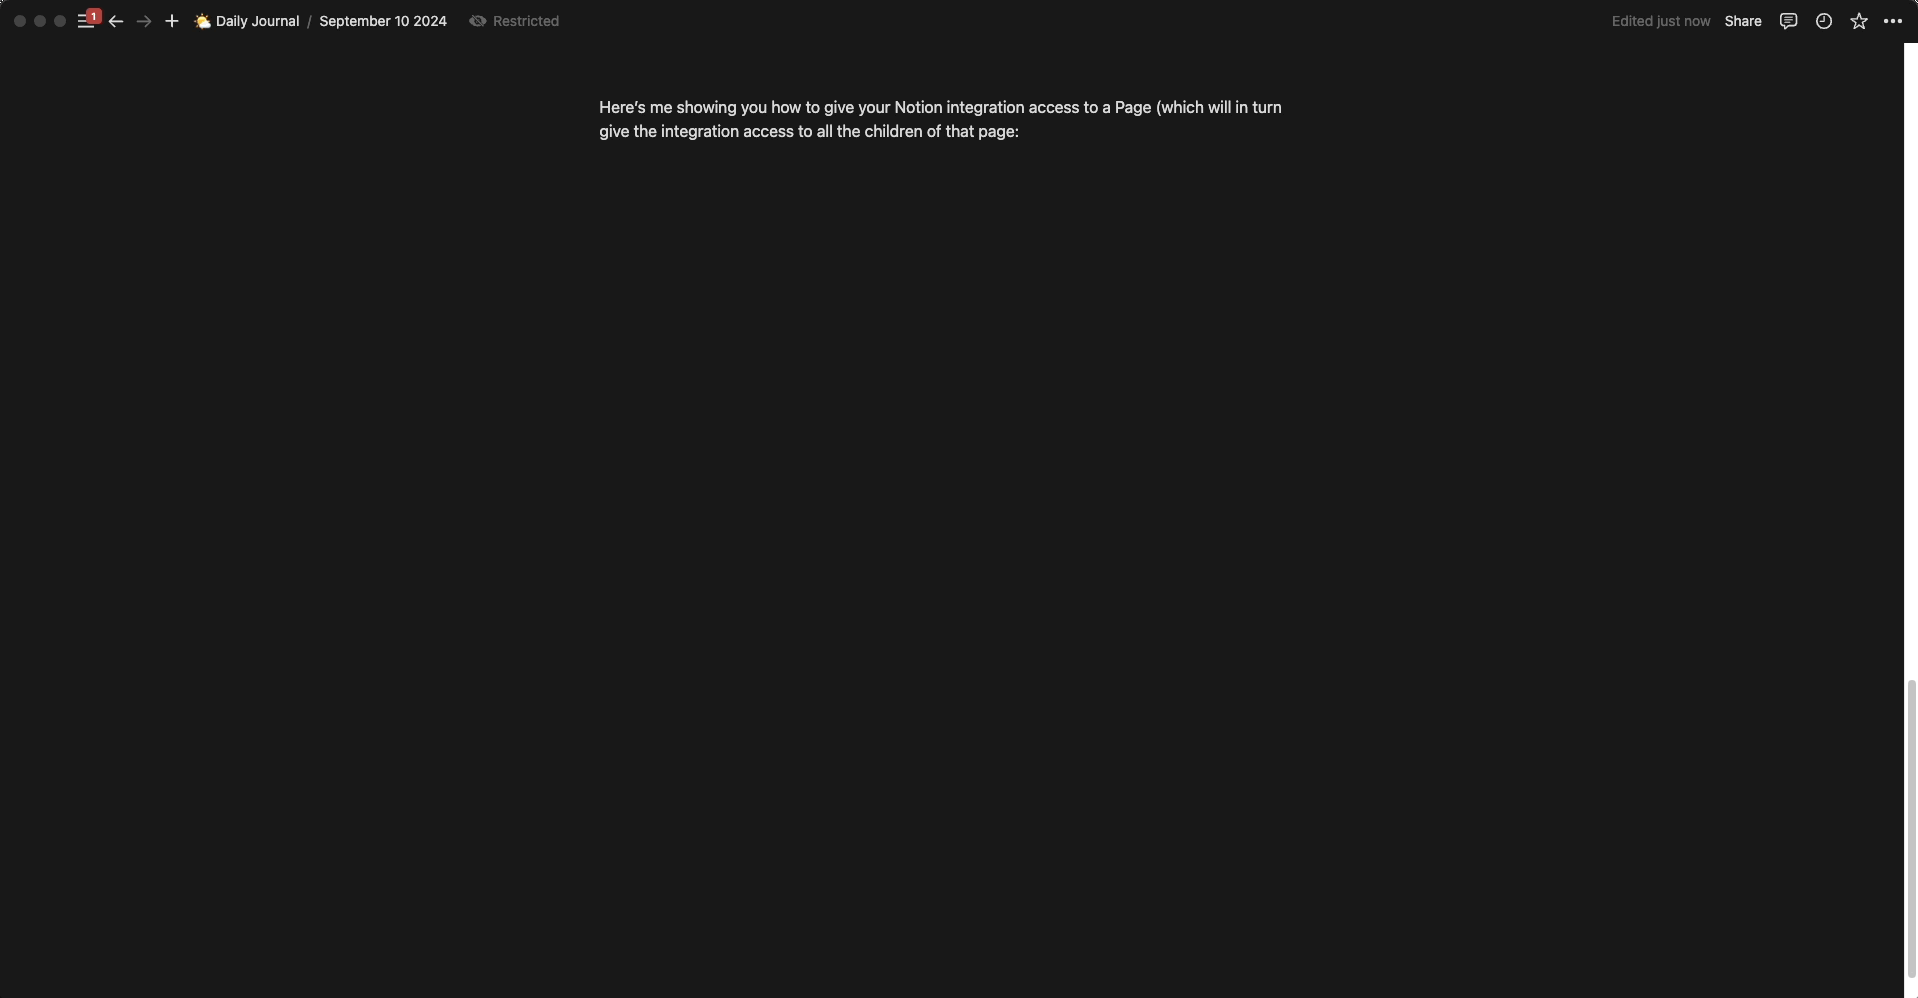 1
Daily Journal / September 10 2024 Restricted
Edited just now Share
Here’s me showing you how to give your Notion integration access to a Page (which will in turn
give the integration access to all the children of that page: